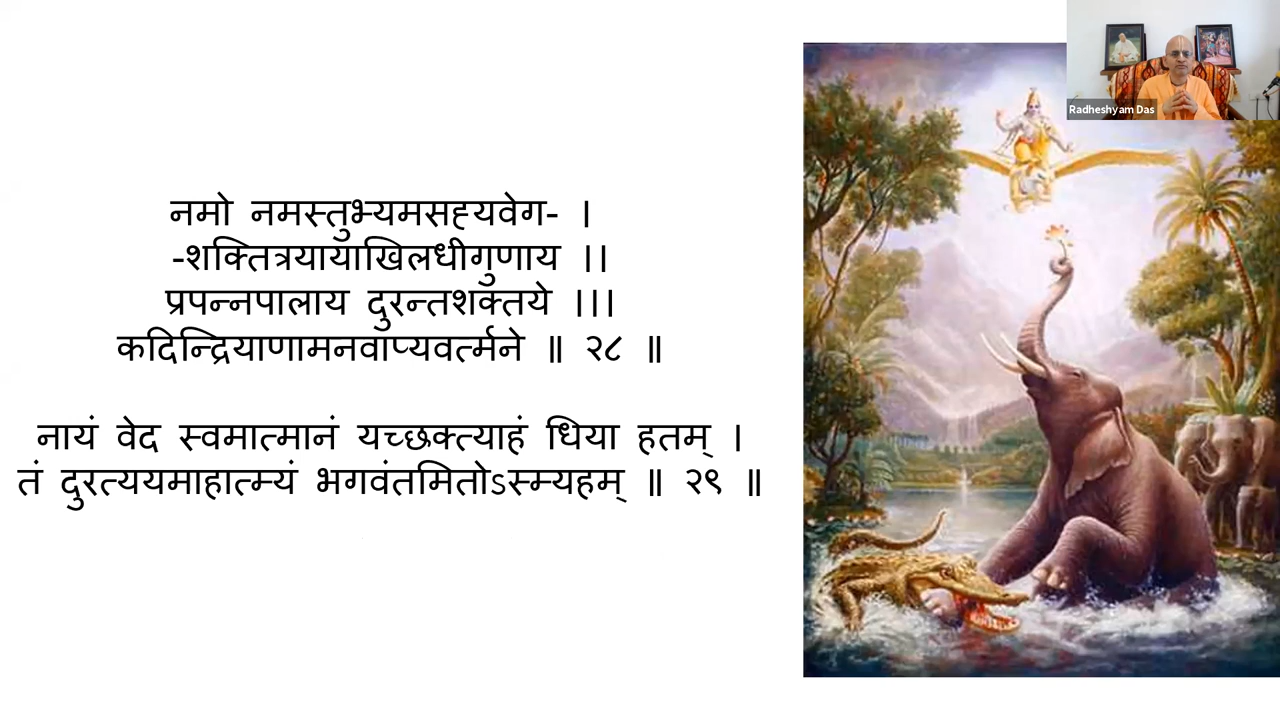 Radheshyam Das
नमो नमस्तुभ्यमसह्यवेग- ।
-शक्तित्रयायाखिलधीगुणाय ।।
प्रपन्नपालाय दुरन्तशक्तये ।।।
कदिन्द्रियाणामनवाप्यवर्त्मने ॥ २८ ॥
नायं वेद स्वमात्मानं यच्छक्त्याहं धिया हतम् ।
तं दुरत्ययमाहात्म्यं भगवंतमितोऽस्म्यहम् ॥ २९ ॥